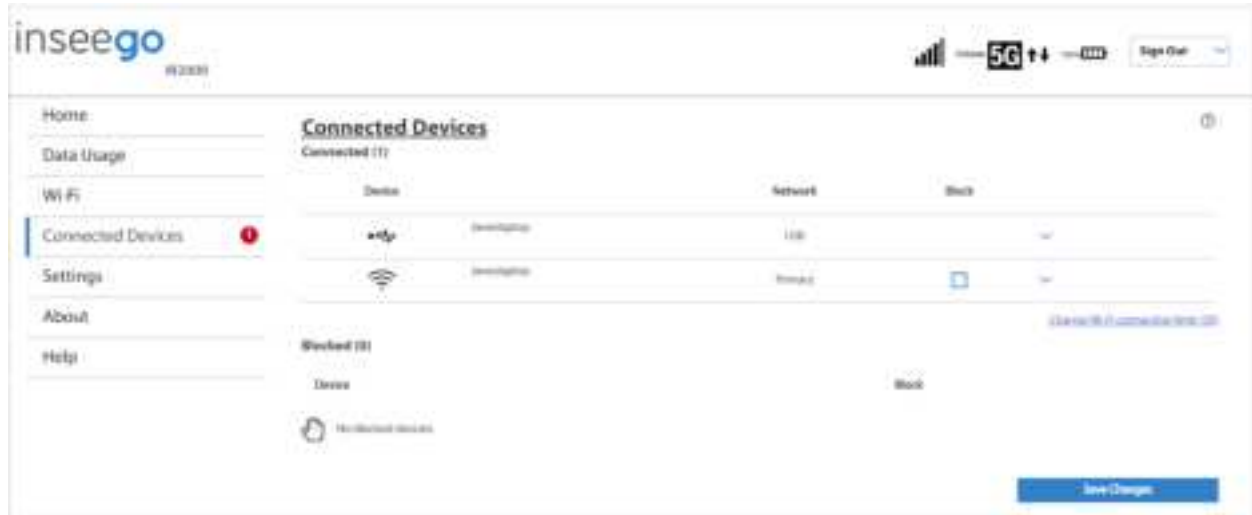 inseego
5G Sign Out
Home
Data Usage
Wi-Fi
Connected Devices
Settings
About
Help
Connected Devices
Connected (1)
Device Network Block
USB
Primary
Blocked (0)
Device Block
No blocked devices
Save Changes